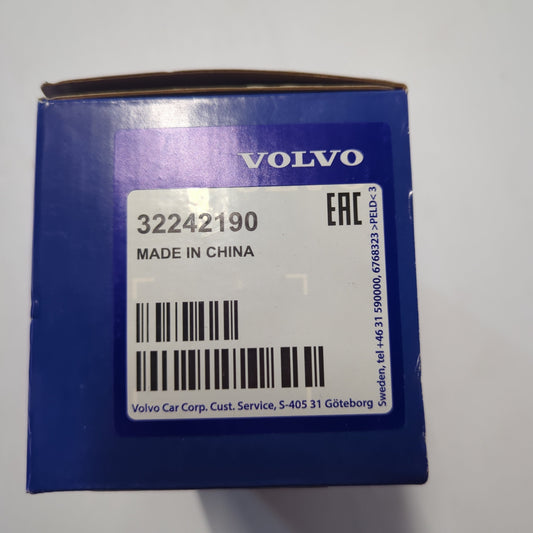 VOLVO
32242190
EAC
MADE IN CHINA
Volvo Car Corp. Cust. Service, S-405 31 Göteborg
Sweden, tel +46 31 590000, 6768323 >PELD< 3